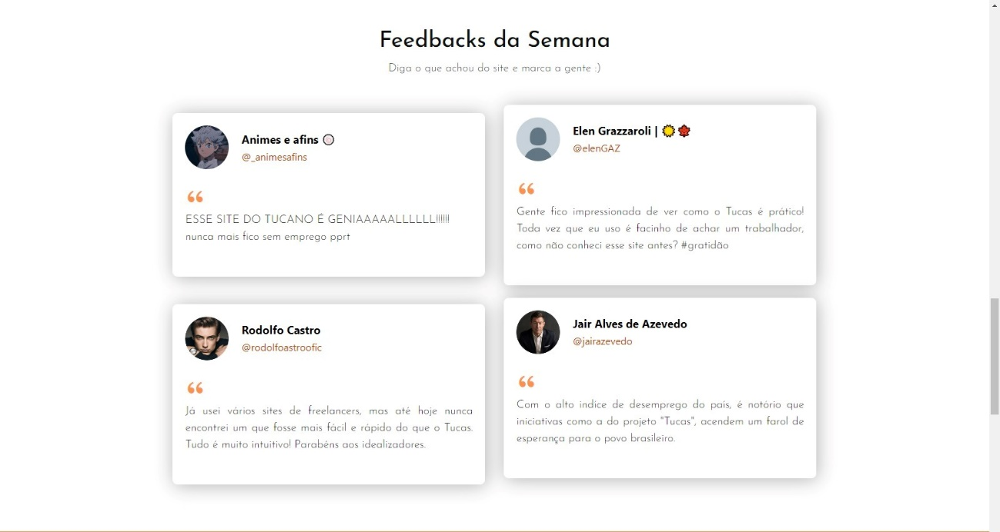 Feedbacks da Semana
Diga o que achou do site e marca a gente :)
Animes e afins
@_animesafins
“
ESSE SITE DO TUCANO É GENIAAAAALLLLLL!!!!!!
nunca mais fico sem emprego pprt
Elen Grazzaroli |
@elenGAZ
“
Gente fico impressionada de ver como o Tucas é prático!
Toda vez que eu uso é facinho de achar um trabalhador,
como não conheci esse site antes? #gratidão
Rodolfo Castro
@rodolfoastroofic
“
Já usei vários sites de freelancers, mas até hoje nunca
encontrei um que fosse mais fácil e rápido do que o Tucas.
Tudo é muito intuitivo! Parabéns aos idealizadores.
Jair Alves de Azevedo
@jairazevedo
“
Com o alto indice de desemprego do país, é notório que
iniciativas como a do projeto "Tucas", acendem um farol de
esperança para o povo brasileiro.